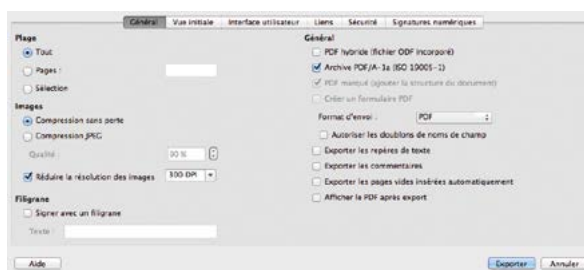 Général Vue initiale Interface utilisateur Liens Sécurité Signatures numériques
Plage
Tout
Pages :
Sélection
Images
Compression sans perte
Compression JPEG
Qualité :
90 %
Réduire la résolution des images
300 DPI
Filigrane
Signer avec un filigrane
Texte :
Général
PDF hybride (fichier ODF incorporé)
Archive PDF/A-1a (ISO 19005-1)
PDF marqué (ajouter la structure du document)
Créer un formulaire PDF
Format d'envoi :
PDF
Autoriser les doublons de noms de champ
Exporter les repères de texte
Exporter les commentaires
Exporter les pages vides insérées automatiquement
Afficher le PDF après export
Aide
Exporter
Annuler